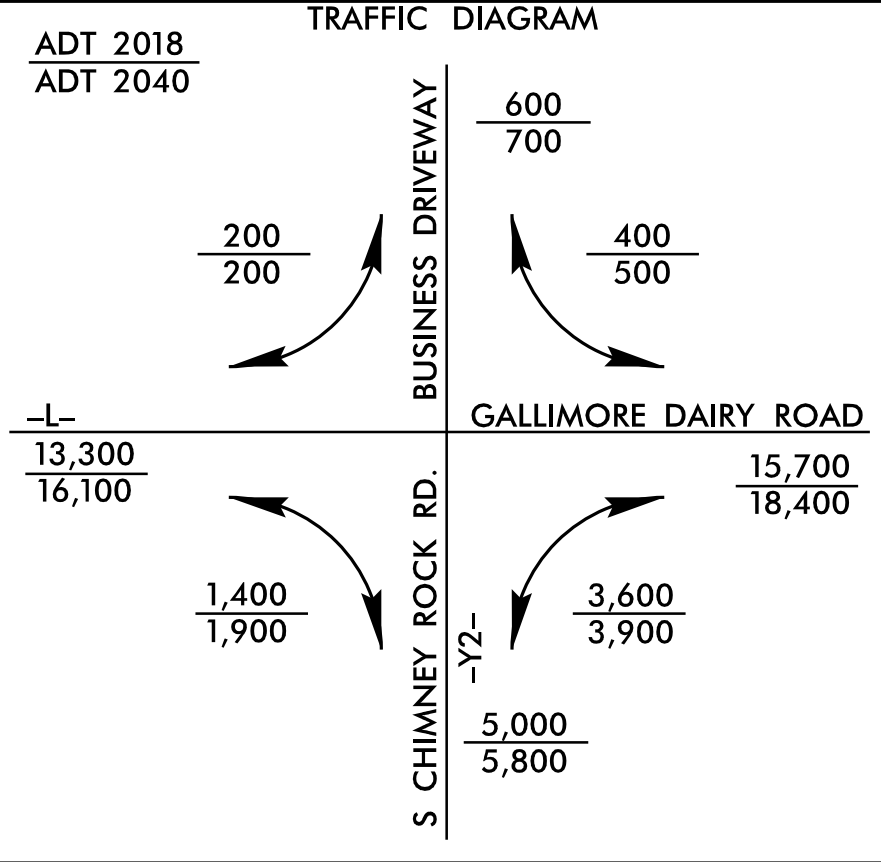 TRAFFIC DIAGRAM
ADT 2018
ADT 2040
BUSINESS DRIVEWAY
600
700
200
200
400
500
–L–
GALLIMORE DAIRY ROAD
13,300
16,100
15,700
18,400
S CHIMNEY ROCK RD.
–Y2–
1,400
1,900
3,600
3,900
5,000
5,800